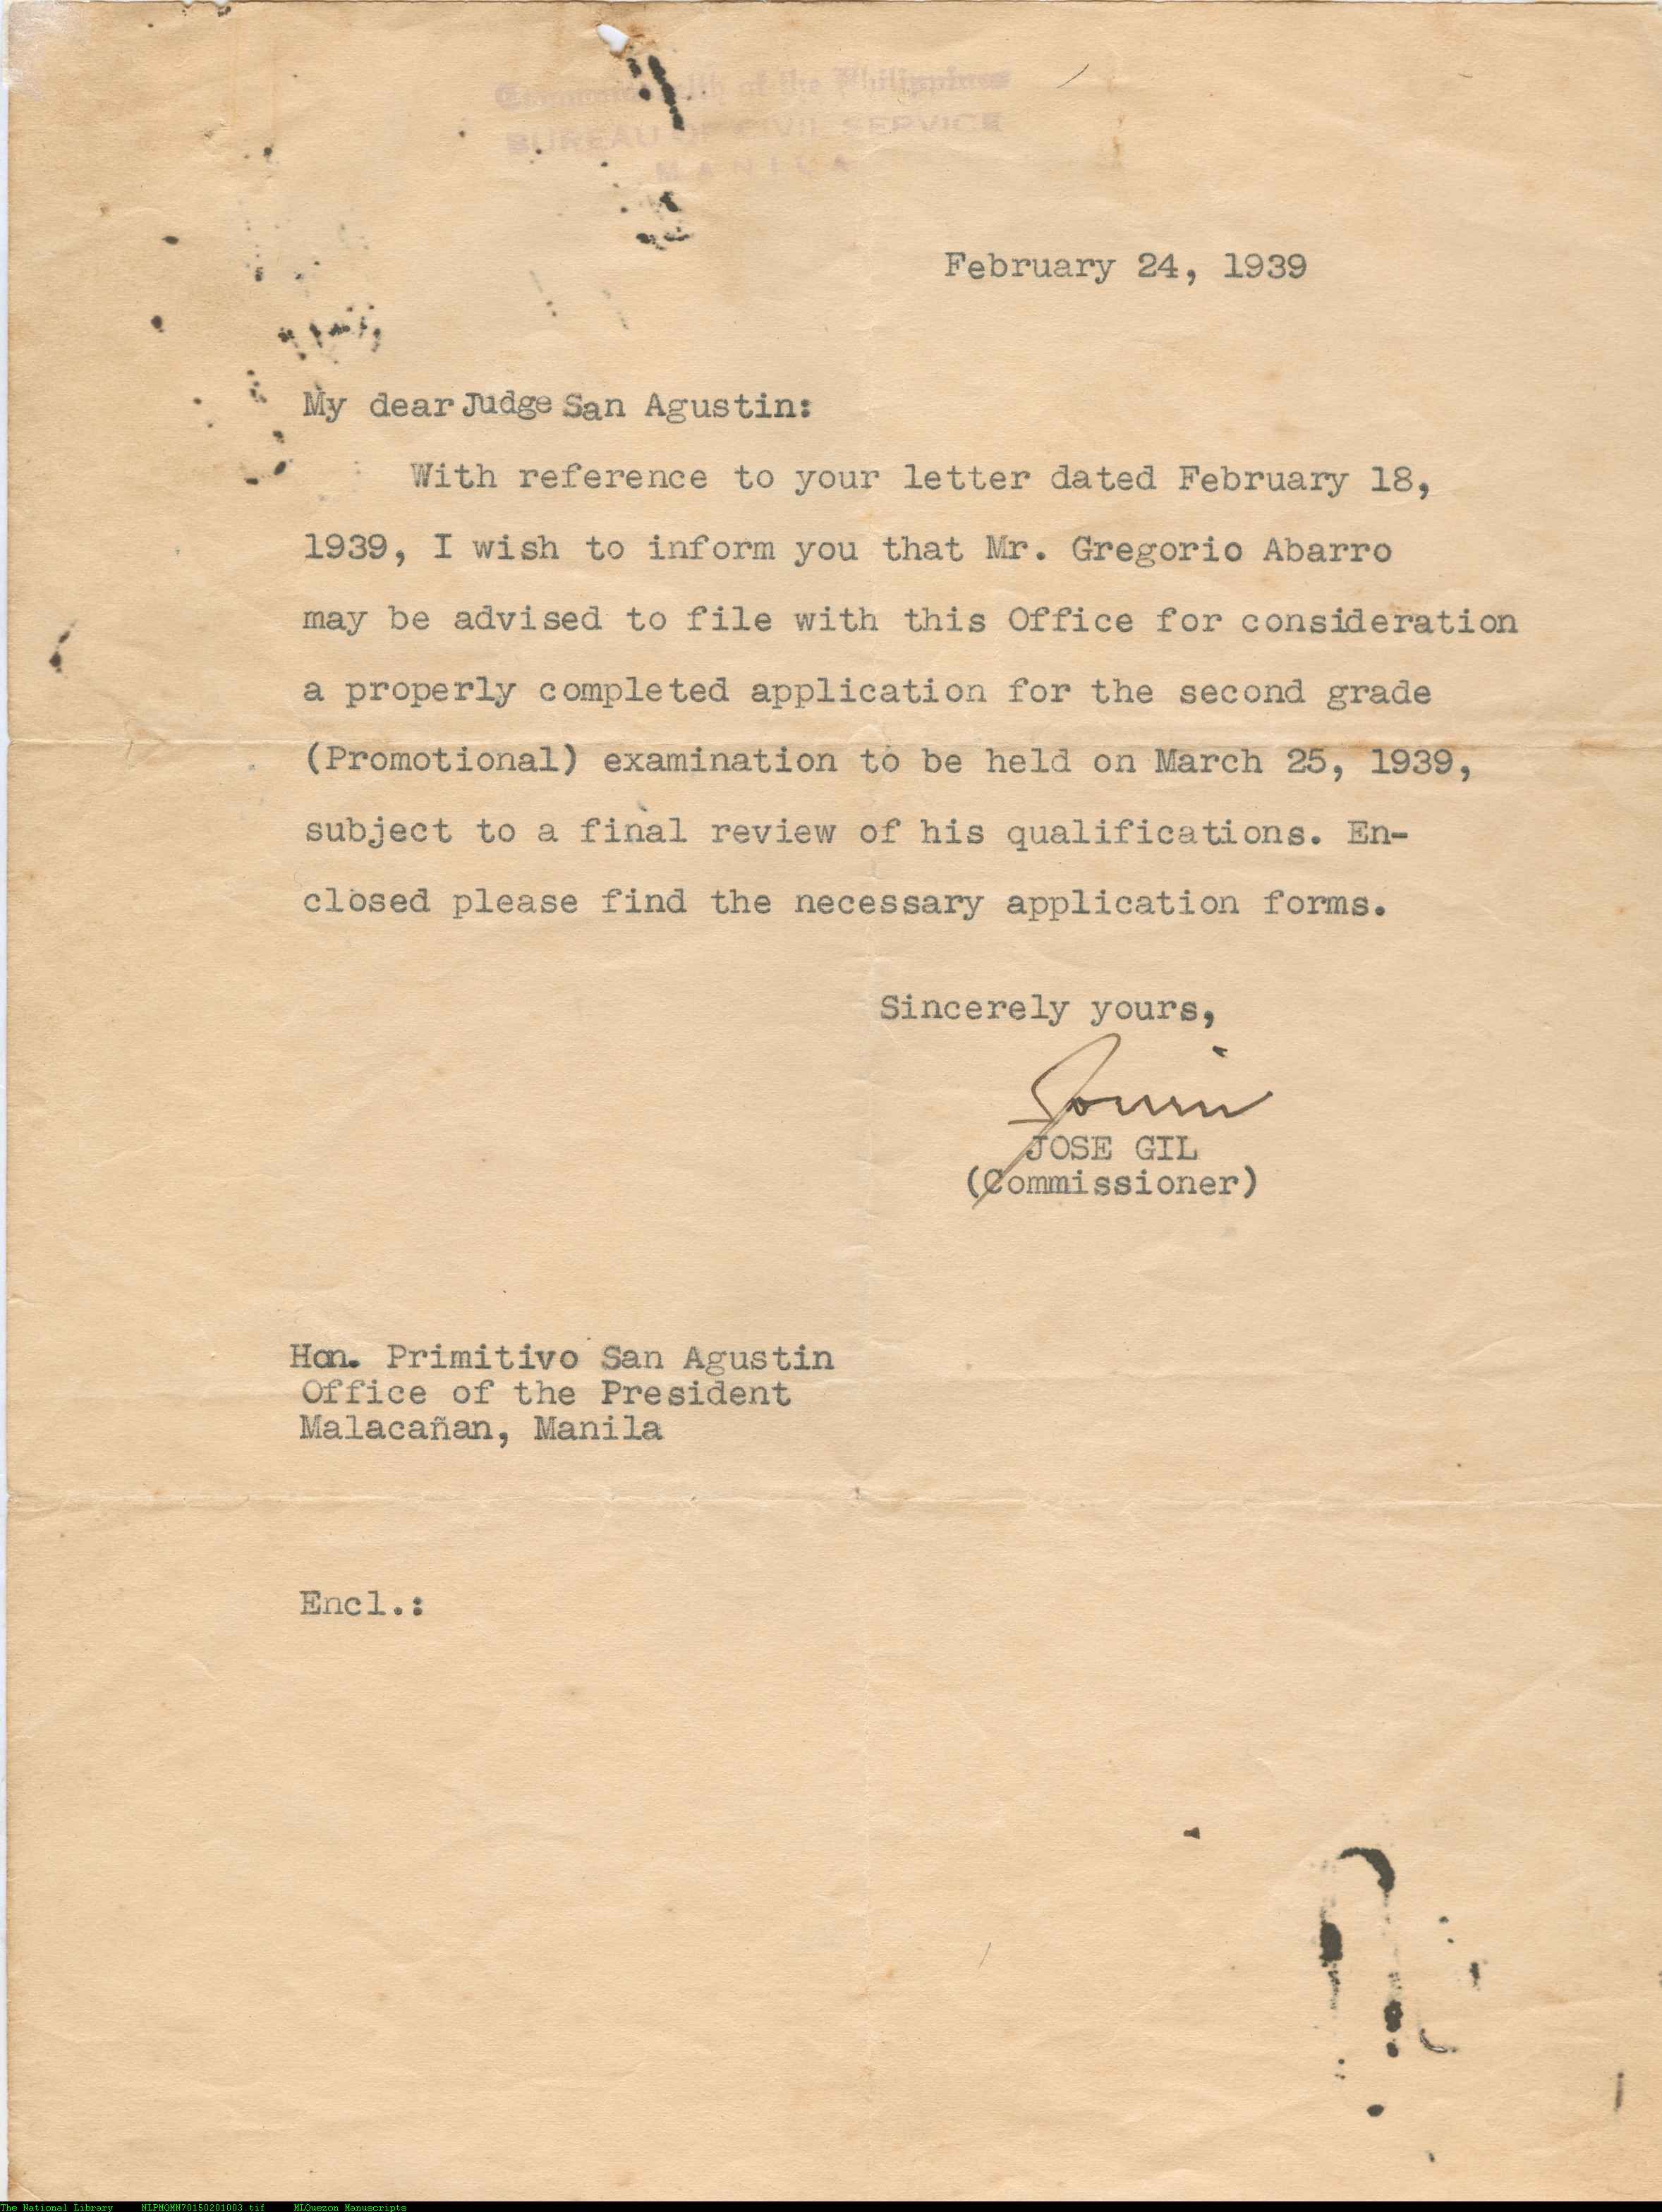 Commonwealth of the Philippines
BUREAU OF CIVIL SERVICE
MANILA
February 24, 1939
My dear Judge San Agustin:
With reference to your letter dated February 18,
1939, I wish to inform you that Mr. Gregorio Abarro
may be advised to file with this Office for consideration
a properly completed application for the second grade
(Promotional) examination to be held on March 25, 1939,
subject to a final review of his qualifications. En-
closed please find the necessary application forms.
Sincerely yours,
JOSE GIL
(Commissioner)
Hon. Primitivo San Agustin
Office of the President
Malacañan, Manila
Encl.:
The National Library NLPMQMN70150201003.tif MLQuezon Manuscripts